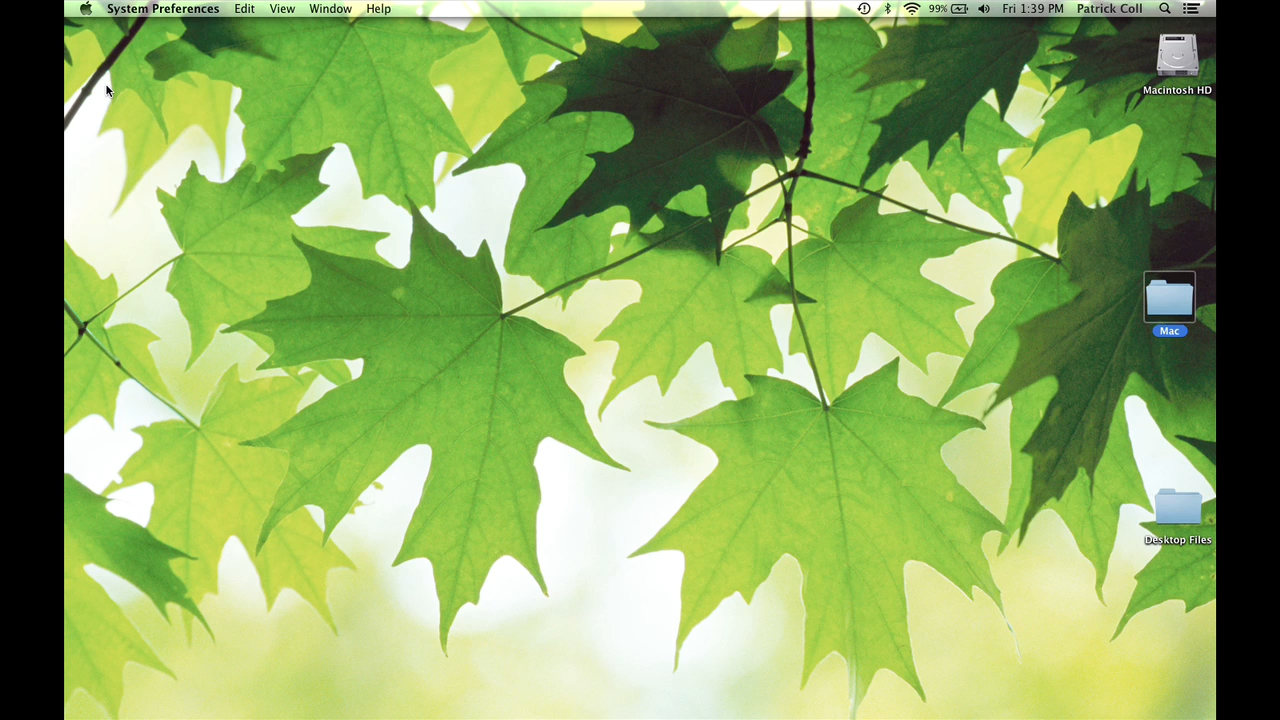 System Preferences Edit View Window Help 99% Fri 1:39 PM Patrick Coll
Macintosh HD
Mac
Desktop Files